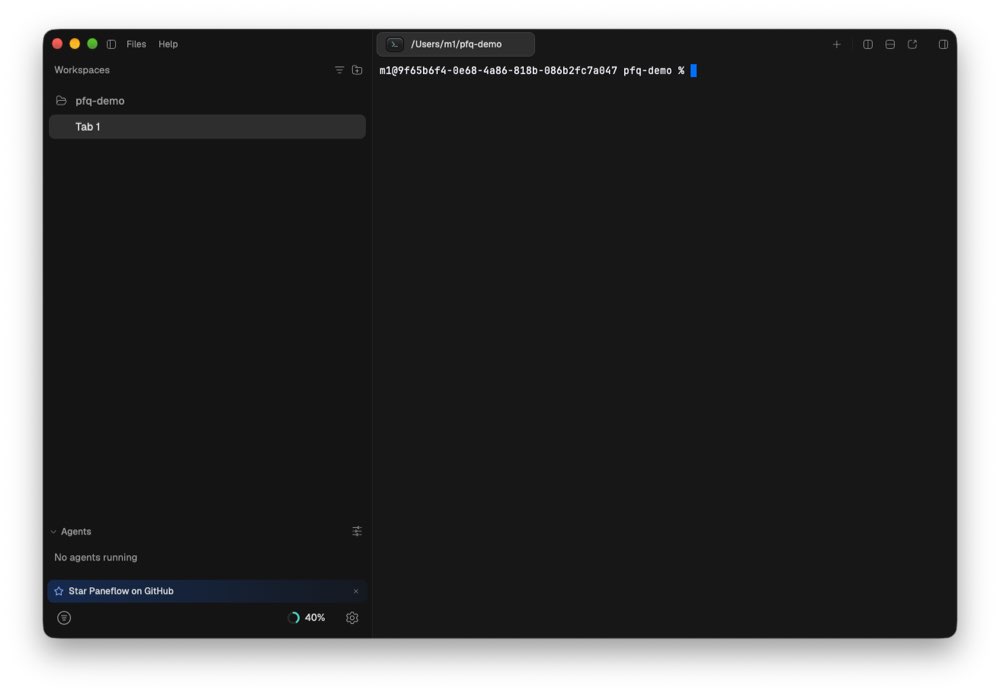 Files Help
/Users/m1/pfq-demo
Workspaces
m1@9f65b6f4-0e68-4a86-818b-086b2fc7a047 pfq-demo %
pfq-demo
Tab 1
Agents
No agents running
Star Paneflow on GitHub
40%